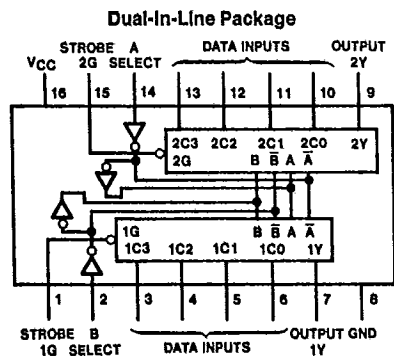 Dual-In-Line Package
STROBE A DATA INPUTS OUTPUT
VCC 2G SELECT 2Y
16 15 14 13 12 11 10 9
2C3 2C2 2C1 2C0 2Y
2G B B̅ A A̅
B B̅ A A̅
1G
1C3 1C2 1C1 1C0 1Y
1 2 3 4 5 6 7 8
STROBE B DATA INPUTS OUTPUT GND
1G SELECT 1Y